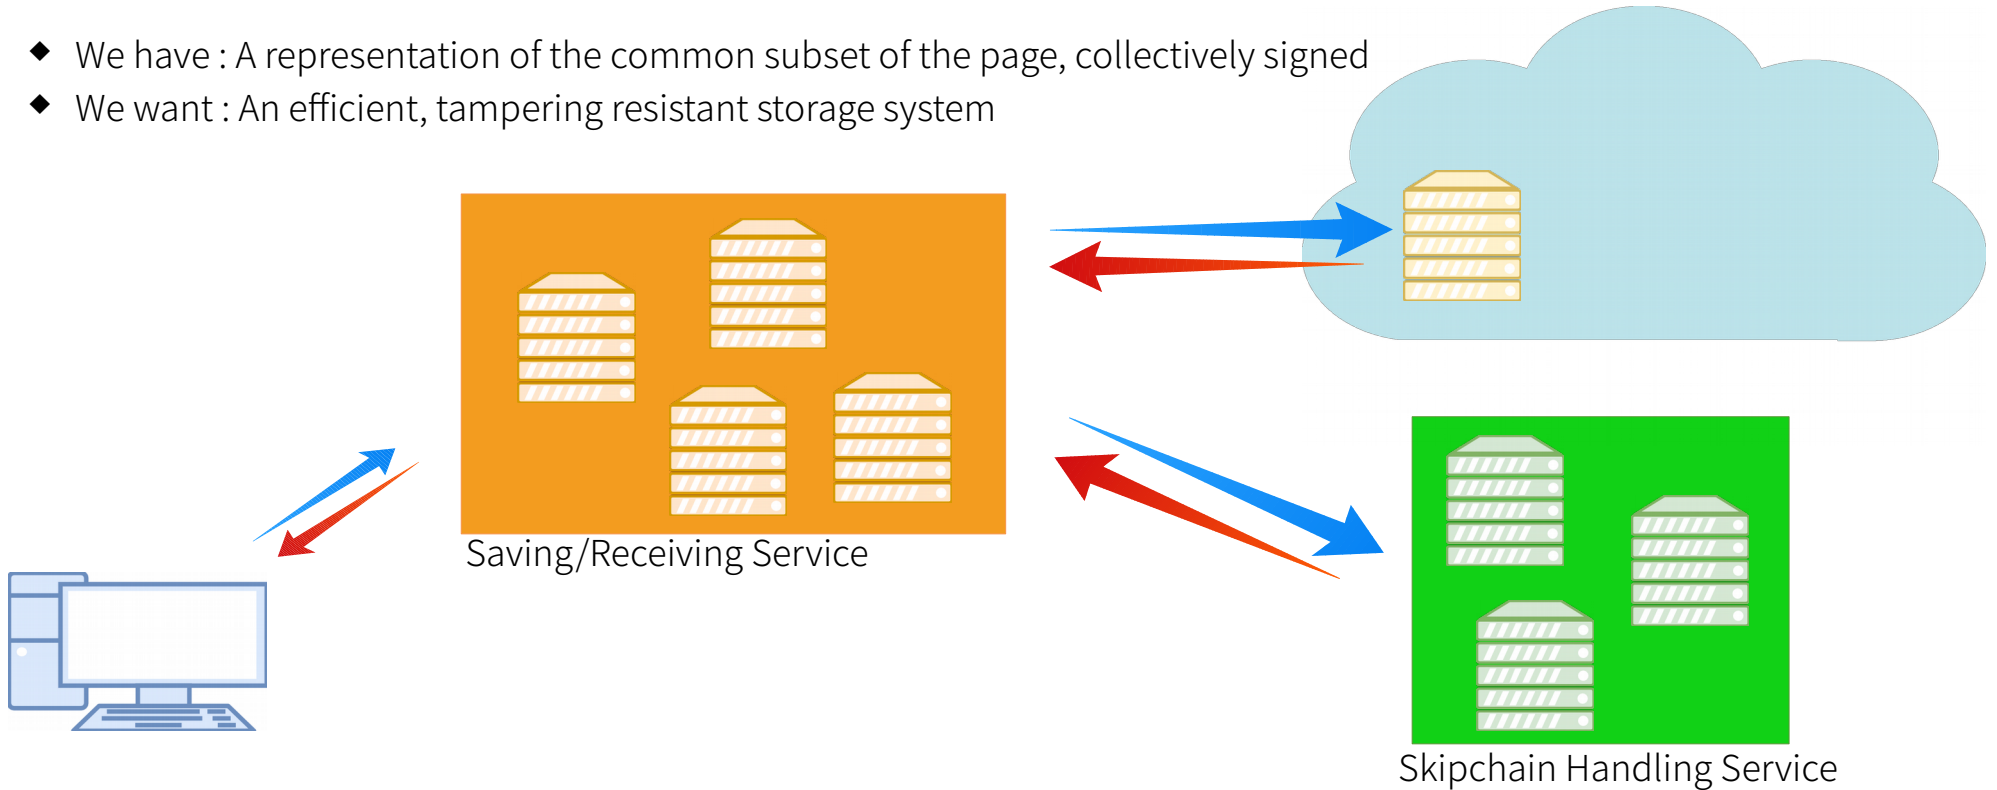 ◆ We have : A representation of the common subset of the page, collectively signed
◆ We want : An efficient, tampering resistant storage system
Saving/Receiving Service
Skipchain Handling Service